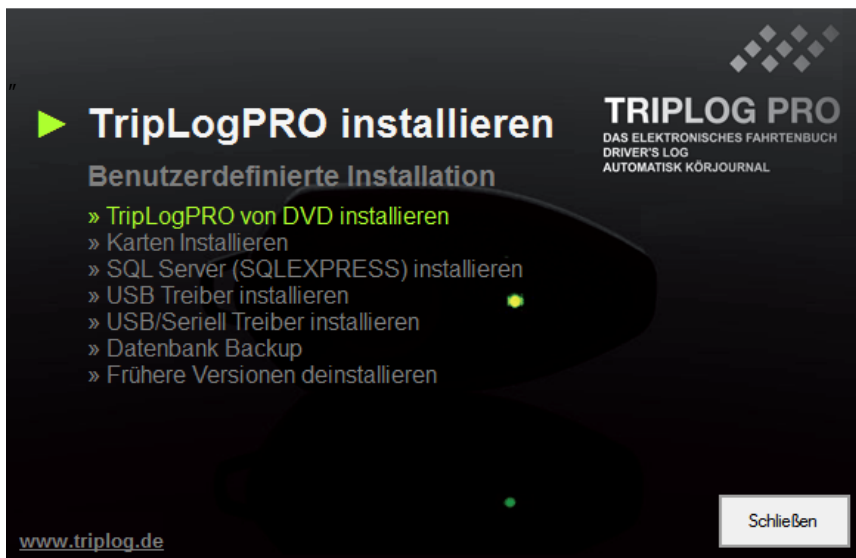 "
TRIPLOG PRO
DAS ELEKTRONISCHES FAHRTENBUCH
DRIVER'S LOG
AUTOMATISK KÖRJOURNAL
► TripLogPRO installieren
Benutzerdefinierte Installation
» TripLogPRO von DVD installieren
» Karten Installieren
» SQL Server (SQLEXPRESS) installieren
» USB Treiber installieren
» USB/Seriell Treiber installieren
» Datenbank Backup
» Frühere Versionen deinstallieren
www.triplog.de
Schließen